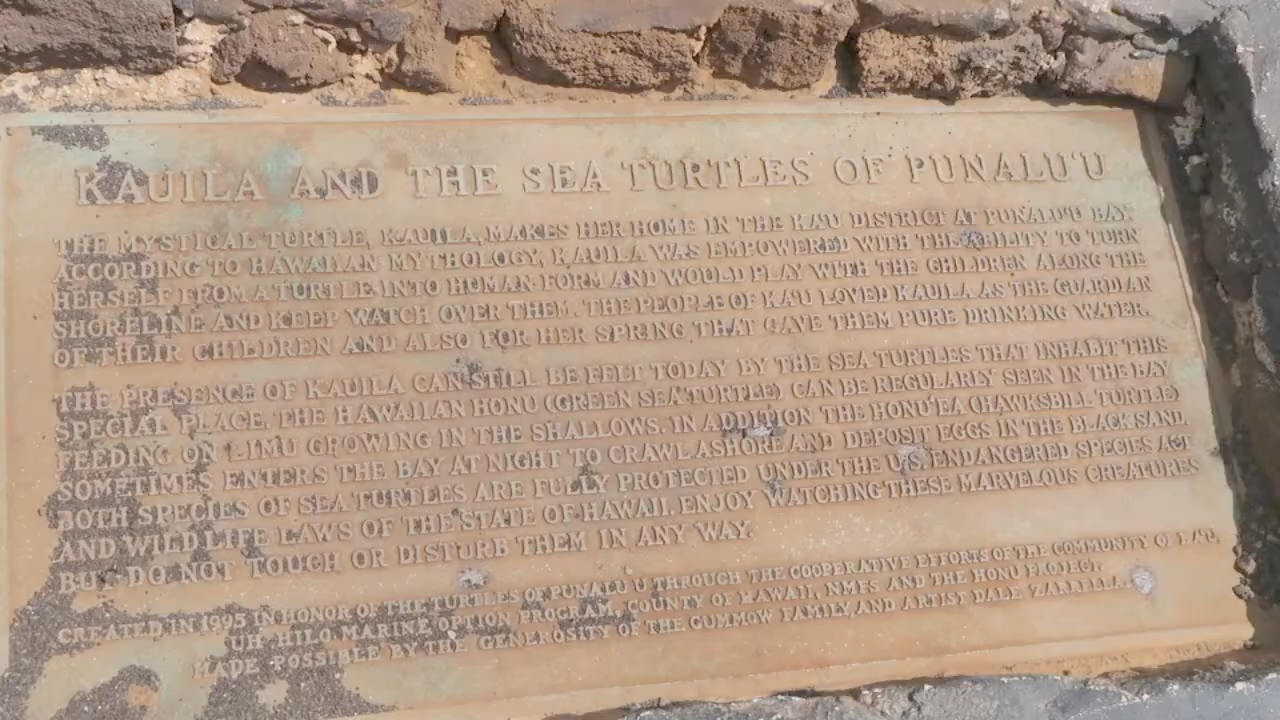 KAUILA AND THE SEA TURTLES OF PUNALU'U
THE MYSTICAL TURTLE, KAUILA, MAKES HER HOME IN THE KA'U DISTRICT AT PUNALU'U BAY.
ACCORDING TO HAWAIIAN MYTHOLOGY, KAUILA WAS EMPOWERED WITH THE ABILITY TO TURN
HERSELF FROM A TURTLE INTO HUMAN FORM AND WOULD PLAY WITH THE CHILDREN ALONG THE
SHORELINE AND KEEP WATCH OVER THEM. THE PEOPLE OF KA'U LOVED KAUILA AS THE GUARDIAN
OF THEIR CHILDREN AND ALSO FOR HER SPRING THAT GAVE THEM PURE DRINKING WATER.
THE PRESENCE OF KAUILA CAN STILL BE FELT TODAY BY THE SEA TURTLES THAT INHABIT THIS
SPECIAL PLACE. THE HAWAIIAN HONU (GREEN SEA TURTLE) CAN BE REGULARLY SEEN IN THE BAY
FEEDING ON LIMU GROWING IN THE SHALLOWS. IN ADDITION THE HONU'EA (HAWKSBILL TURTLE)
SOMETIMES ENTERS THE BAY AT NIGHT TO CRAWL ASHORE AND DEPOSIT EGGS IN THE BLACK SAND.
BOTH SPECIES OF SEA TURTLES ARE FULLY PROTECTED UNDER THE U.S. ENDANGERED SPECIES ACT
AND WILDLIFE LAWS OF THE STATE OF HAWAII. ENJOY WATCHING THESE MARVELOUS CREATURES
BUT DO NOT TOUCH OR DISTURB THEM IN ANY WAY.
CREATED IN 1995 IN HONOR OF THE TURTLES OF PUNALU'U THROUGH THE COOPERATIVE EFFORTS OF THE COMMUNITY OF KA'U,
UH HILO MARINE OPTION PROGRAM, COUNTY OF HAWAII, NMFS AND THE HONU PROJECT.
MADE POSSIBLE BY THE GENEROSITY OF THE GUMMOW FAMILY, AND ARTIST DALE ZARRELLA.